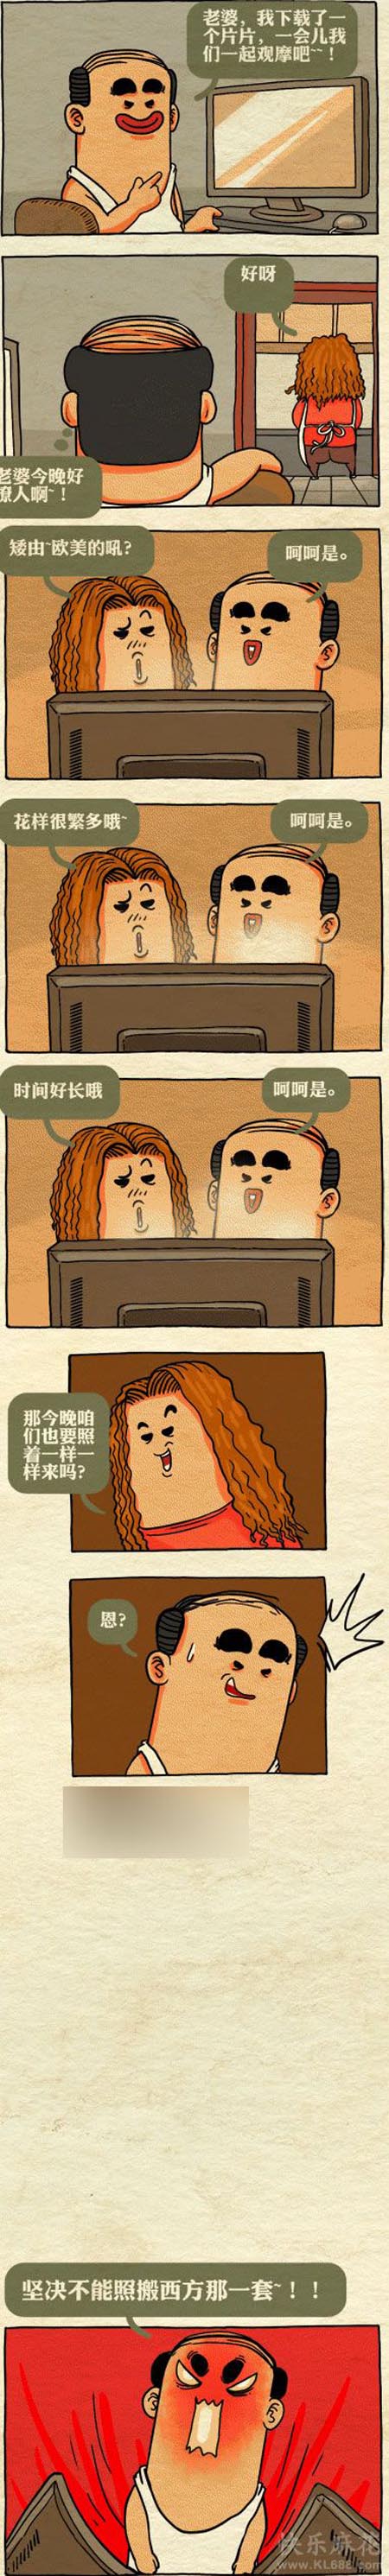 老婆，我下载了一
个片片，一会儿我
们一起观摩吧~~！
好呀
老婆今晚好
撩人啊~！
矮由~欧美的吼?
呵呵是。
花样很繁多哦~
呵呵是。
时间好长哦
呵呵是。
那今晚咱
们也要照
着一样一
样来吗?
恩?
坚决不能照搬西方那一套~！！
快乐麻花
www.KL688.com